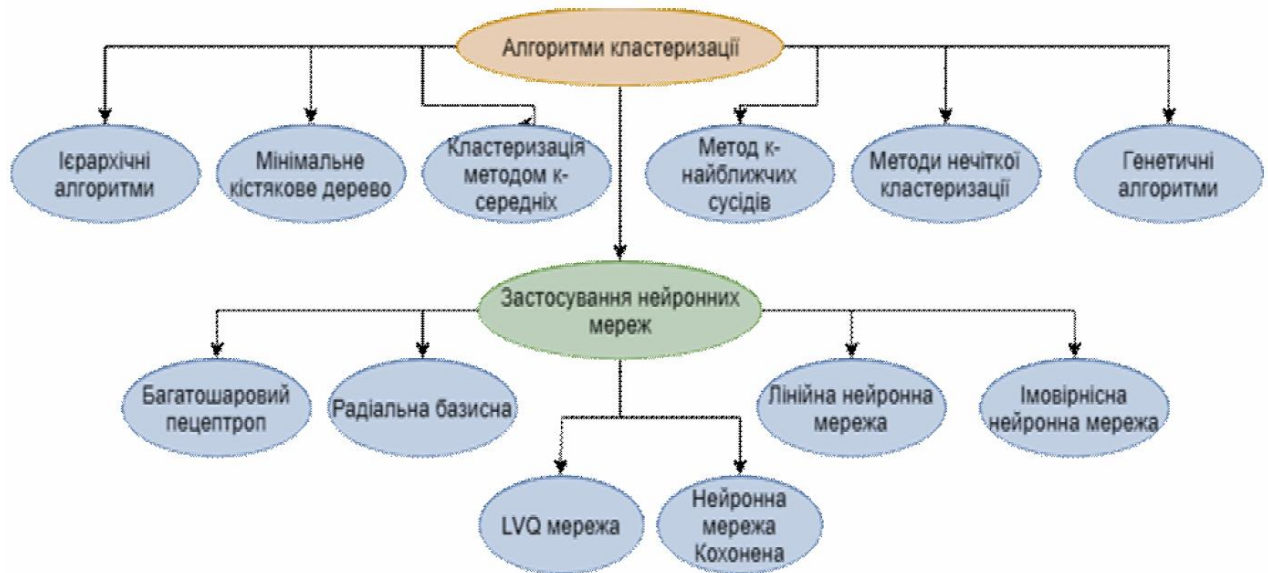 Алгоритми кластеризації
Ієрархічні
алгоритми
Мінімальне
кістякове дерево
Кластеризація
методом к-
середніх
Метод к-
найближчих
сусідів
Методи нечіткої
кластеризації
Генетичні
алгоритми
Застосування нейронних
мереж
Багатошаровий
пецептроп
Радіальна базисна
Лінійна нейронна
мережа
Імовірнісна
нейронна мережа
LVQ мережа
Нейронна
мережа
Кохонена